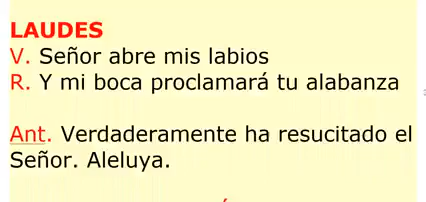 LAUDES
V. Señor abre mis labios
R. Y mi boca proclamará tu alabanza
Ant. Verdaderamente ha resucitado el
Señor. Aleluya.